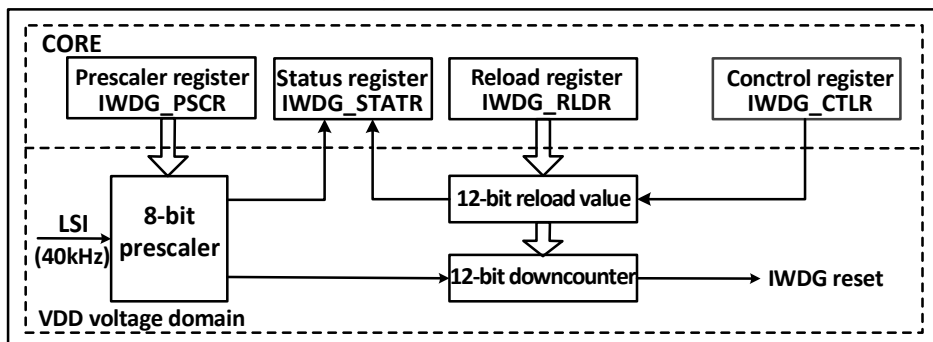 CORE
Prescaler register
IWDG_PSCR
Status register
IWDG_STATR
Reload register
IWDG_RLDR
Conctrol register
IWDG_CTLR
LSI
(40kHz)
8-bit
prescaler
12-bit reload value
12-bit downcounter
IWDG reset
VDD voltage domain